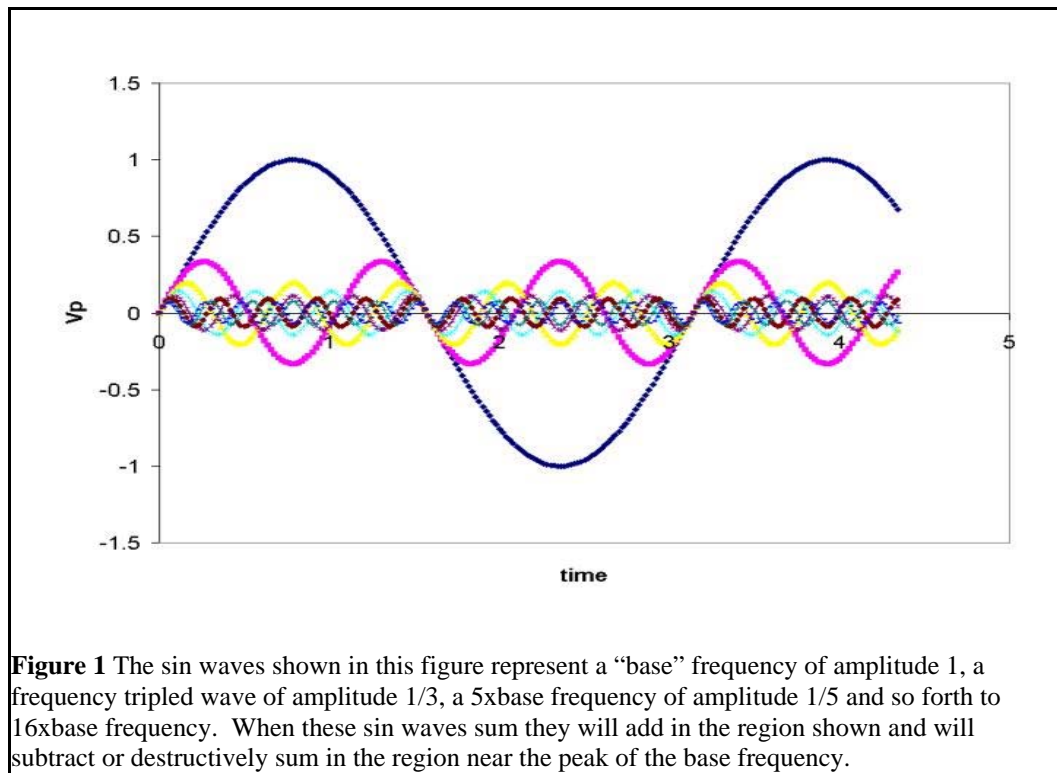 1.5
1
0.5
0
-0.5
-1
-1.5
Vp
0
1
2
3
4
5
time
Figure 1 The sin waves shown in this figure represent a “base” frequency of amplitude 1, a
frequency tripled wave of amplitude 1/3, a 5xbase frequency of amplitude 1/5 and so forth to
16xbase frequency.  When these sin waves sum they will add in the region shown and will
subtract or destructively sum in the region near the peak of the base frequency.